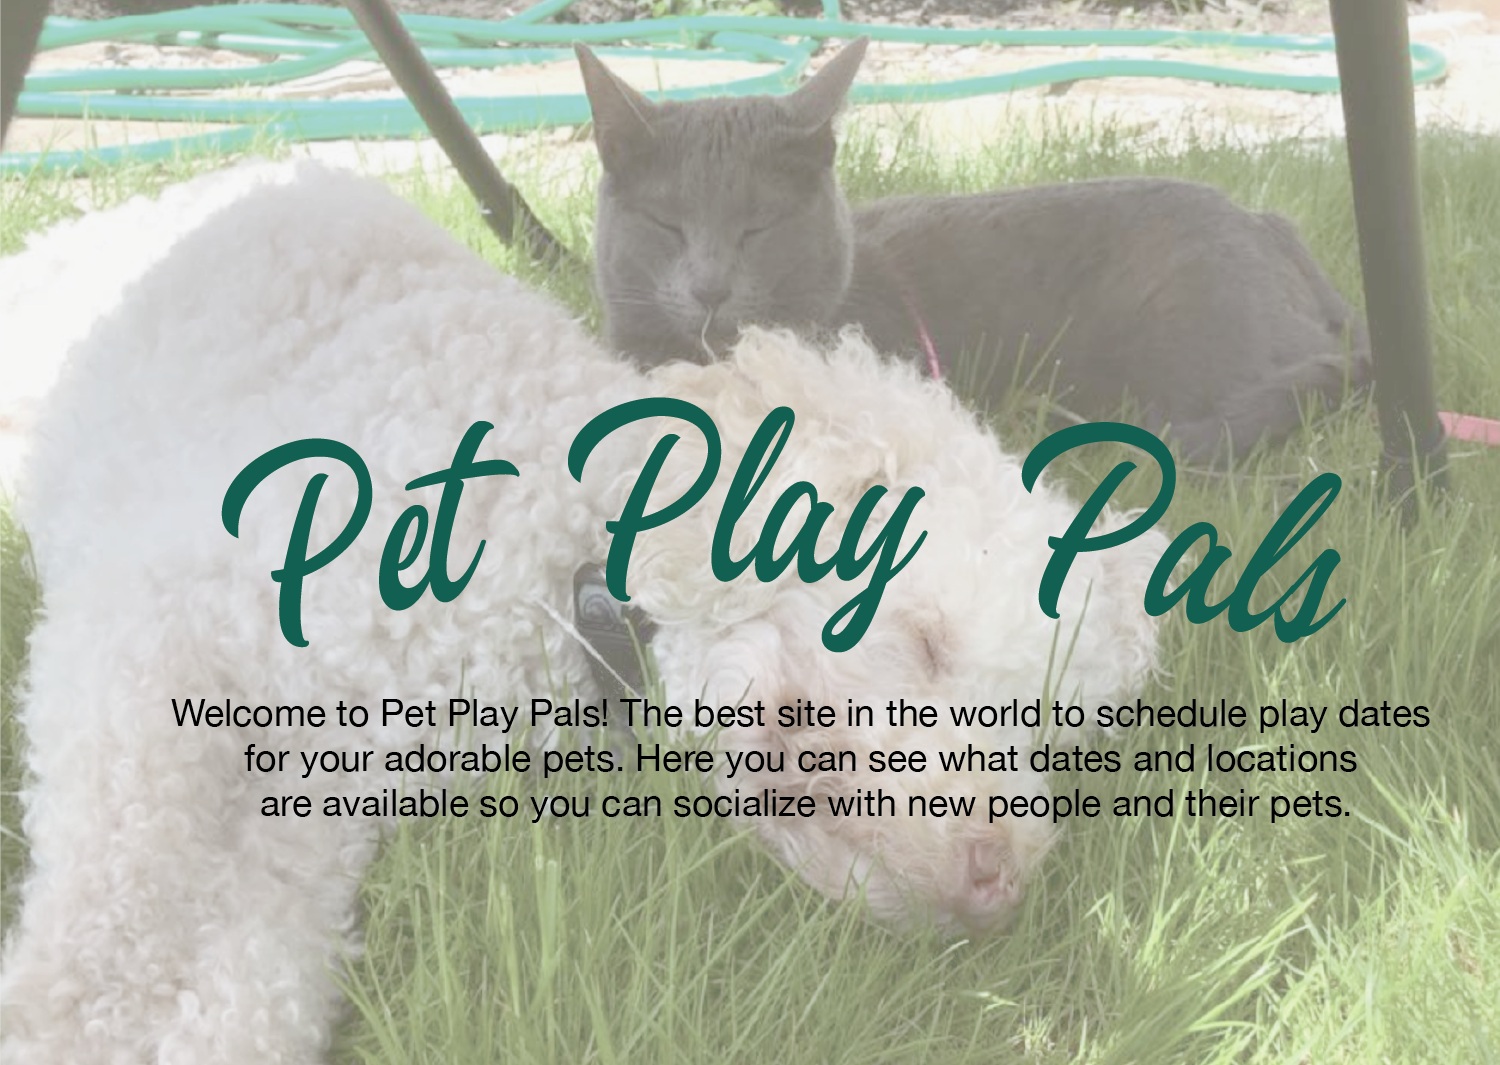 Pet Play Pals
Welcome to Pet Play Pals! The best site in the world to schedule play dates
for your adorable pets. Here you can see what dates and locations
are available so you can socialize with new people and their pets.